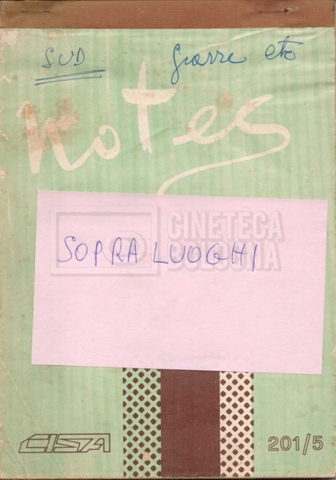 SUD Giarre etc
Notes
CINETECA
BOLOGNA
SOPRALUOGHI
CISA 201/5